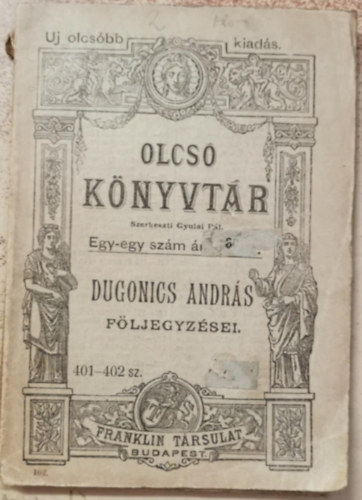 Uj olcsóbb kiadás.
OLCSÓ
KÖNYVTÁR
Szerkeszti Gyulai Pál.
Egy-egy szám ár
DUGONICS ANDRÁS
FÖLJEGYZÉSEI.
401–402 sz.
FRANKLIN TÁRSULAT
BUDAPEST.